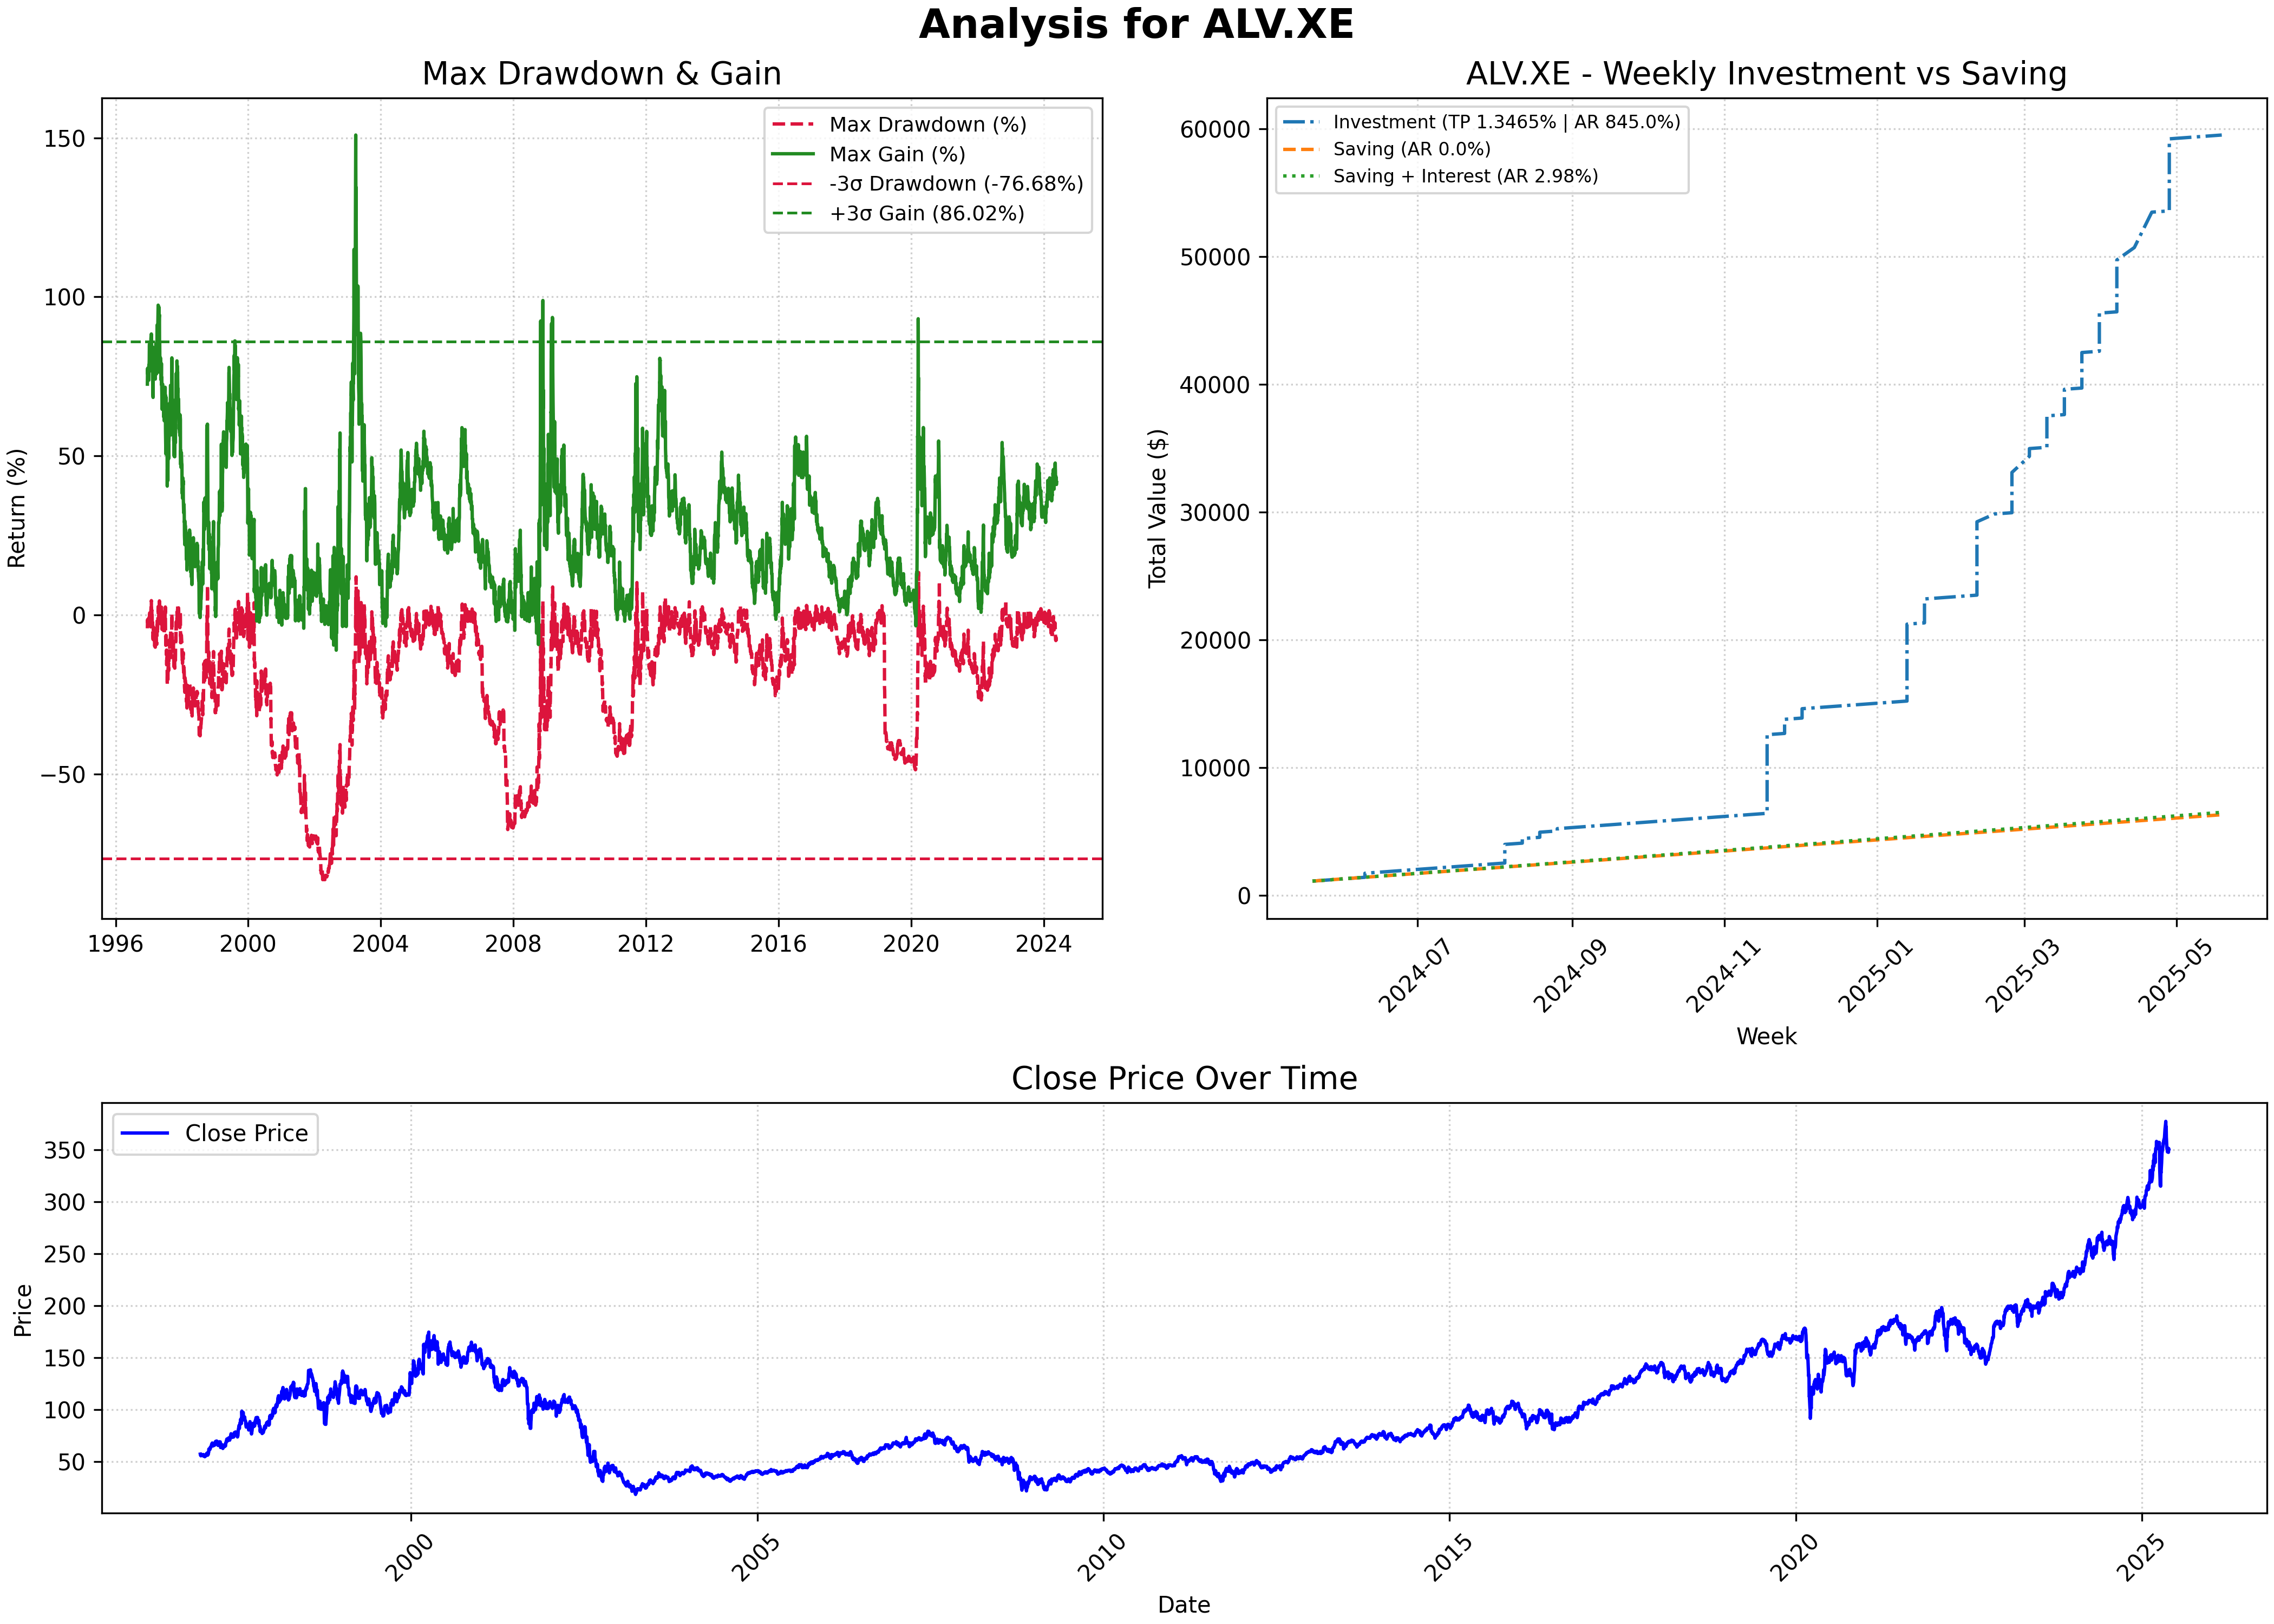 Analysis for ALV.XE
Max Drawdown & Gain
Return (%)
150
100
50
0
−50
1996
2000
2004
2008
2012
2016
2020
2024
Max Drawdown (%)
Max Gain (%)
-3σ Drawdown (-76.68%)
+3σ Gain (86.02%)
ALV.XE - Weekly Investment vs Saving
Total Value ($)
60000
50000
40000
30000
20000
10000
0
2024-07
2024-09
2024-11
2025-01
2025-03
2025-05
Week
Investment (TP 1.3465% | AR 845.0%)
Saving (AR 0.0%)
Saving + Interest (AR 2.98%)
Close Price Over Time
Price
350
300
250
200
150
100
50
2000
2005
2010
2015
2020
2025
Date
Close Price